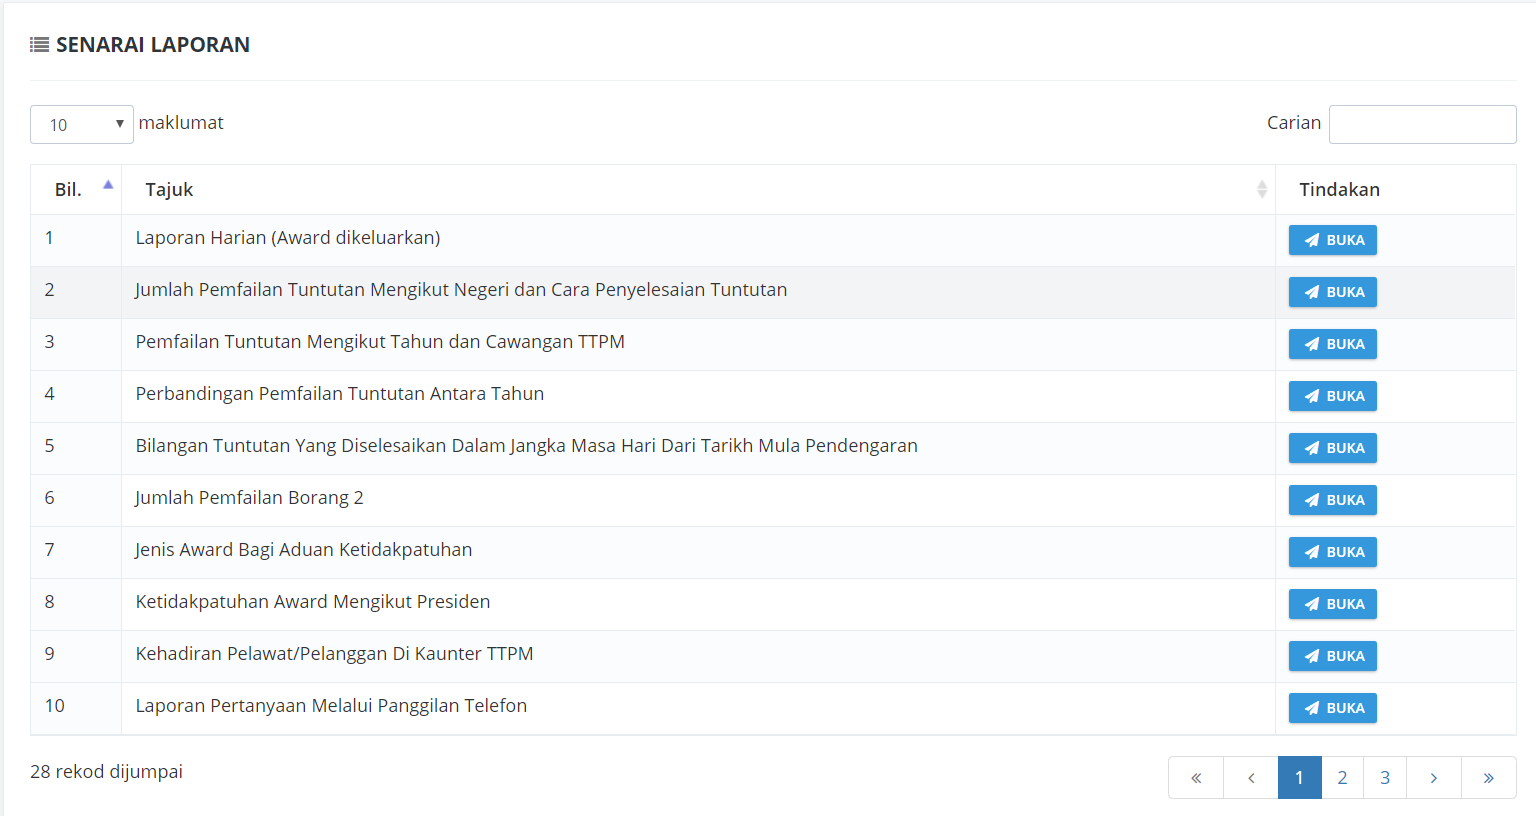 SENARAI LAPORAN
10 maklumat Carian
Bil. Tajuk Tindakan
1 Laporan Harian (Award dikeluarkan) BUKA
2 Jumlah Pemfailan Tuntutan Mengikut Negeri dan Cara Penyelesaian Tuntutan BUKA
3 Pemfailan Tuntutan Mengikut Tahun dan Cawangan TTPM BUKA
4 Perbandingan Pemfailan Tuntutan Antara Tahun BUKA
5 Bilangan Tuntutan Yang Diselesaikan Dalam Jangka Masa Hari Dari Tarikh Mula Pendengaran BUKA
6 Jumlah Pemfailan Borang 2 BUKA
7 Jenis Award Bagi Aduan Ketidakpatuhan BUKA
8 Ketidakpatuhan Award Mengikut Presiden BUKA
9 Kehadiran Pelawat/Pelanggan Di Kaunter TTPM BUKA
10 Laporan Pertanyaan Melalui Panggilan Telefon BUKA
28 rekod dijumpai « ‹ 1 2 3 › »